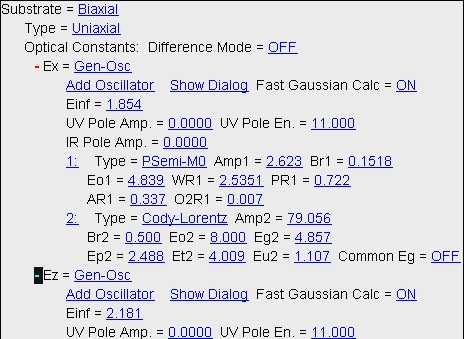 Substrate = Biaxial
Type = Uniaxial
Optical Constants: Difference Mode = OFF
- Ex = Gen-Osc
Add Oscillator Show Dialog Fast Gaussian Calc = ON
Einf = 1.854
UV Pole Amp. = 0.0000 UV Pole En. = 11.000
IR Pole Amp. = 0.0000
1: Type = PSemi-M0 Amp1 = 2.623 Br1 = 0.1518
Eo1 = 4.839 WR1 = 2.5351 PR1 = 0.722
AR1 = 0.337 O2R1 = 0.007
2: Type = Cody-Lorentz Amp2 = 79.056
Br2 = 0.500 Eo2 = 8.000 Eg2 = 4.857
Ep2 = 2.488 Et2 = 4.009 Eu2 = 1.107 Common Eg = OFF
- Ez = Gen-Osc
Add Oscillator Show Dialog Fast Gaussian Calc = ON
Einf = 2.181
UV Pole Amp. = 0.0000 UV Pole En. = 11.000